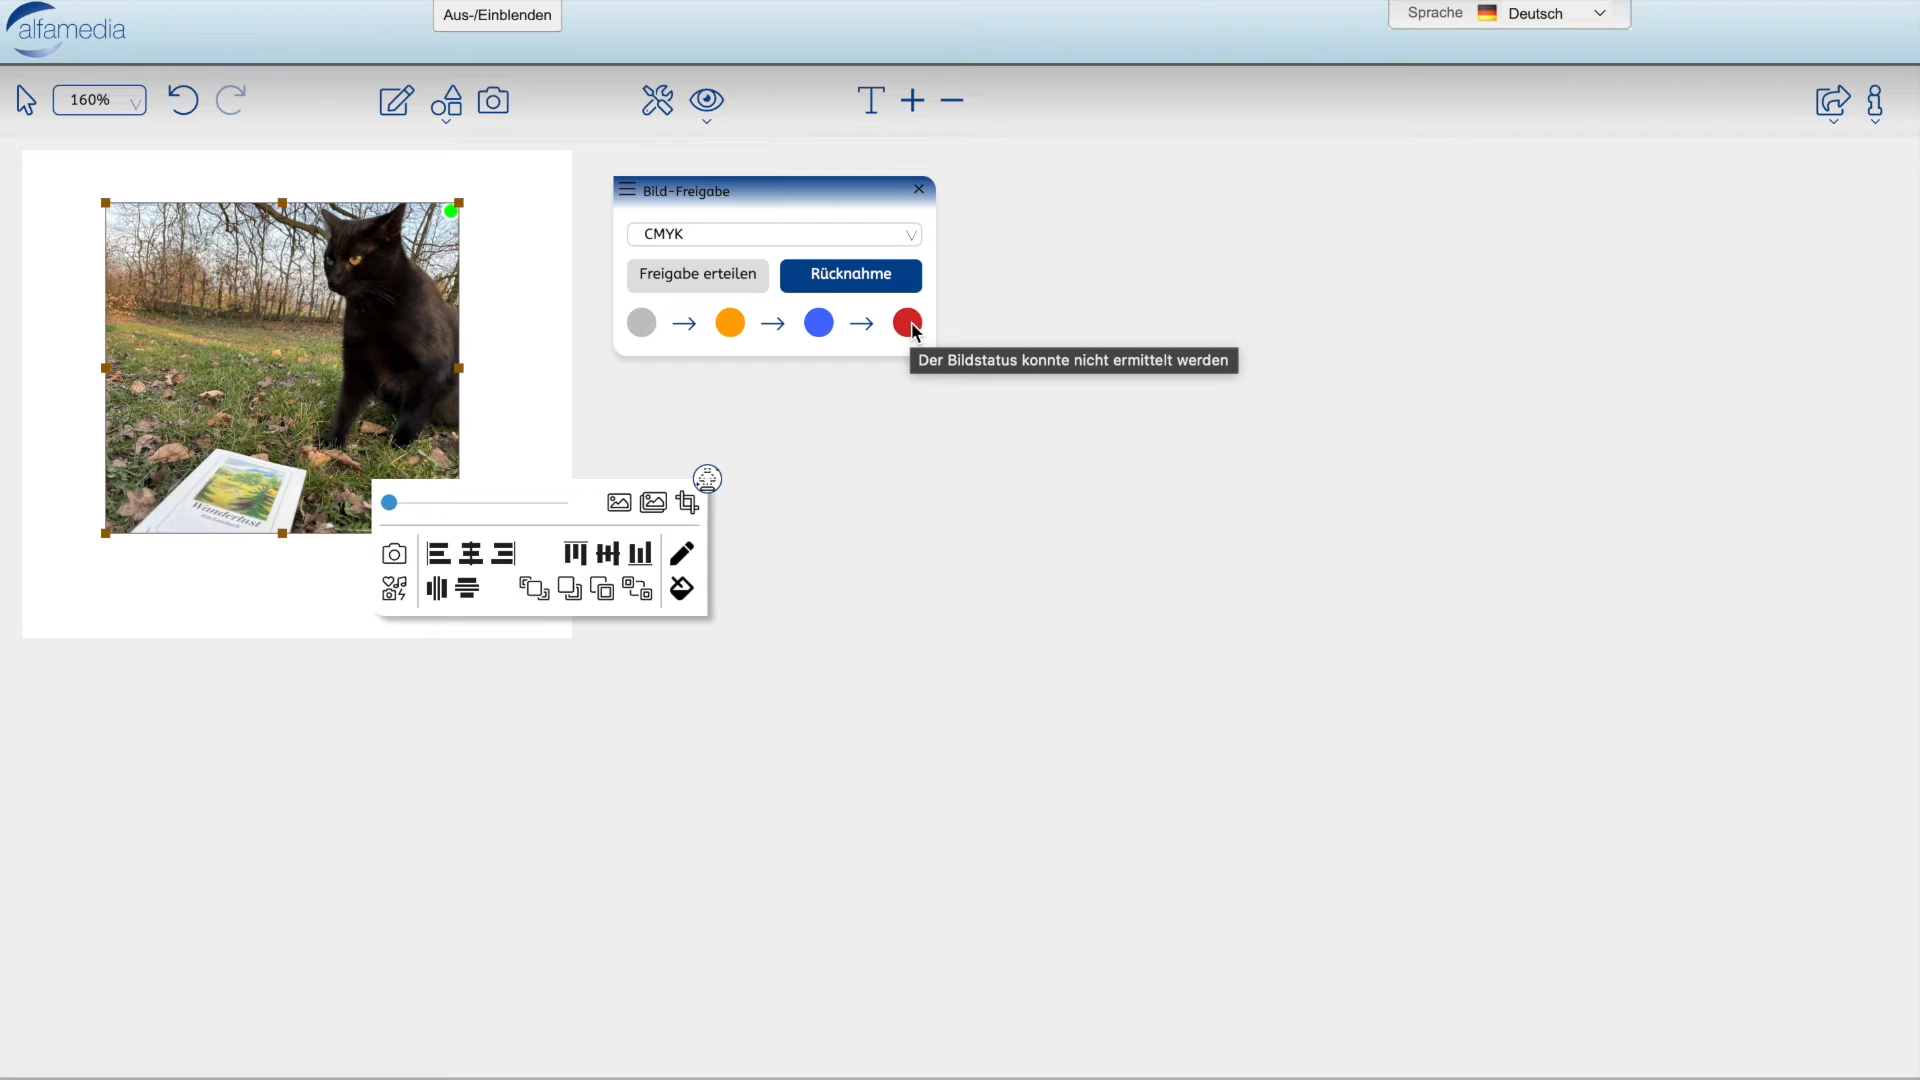 alfamedia
Aus-/Einblenden
Sprache Deutsch
160%
Bild-Freigabe
CMYK
Freigabe erteilen
Rücknahme
Der Bildstatus konnte nicht ermittelt werden
Wanderlust